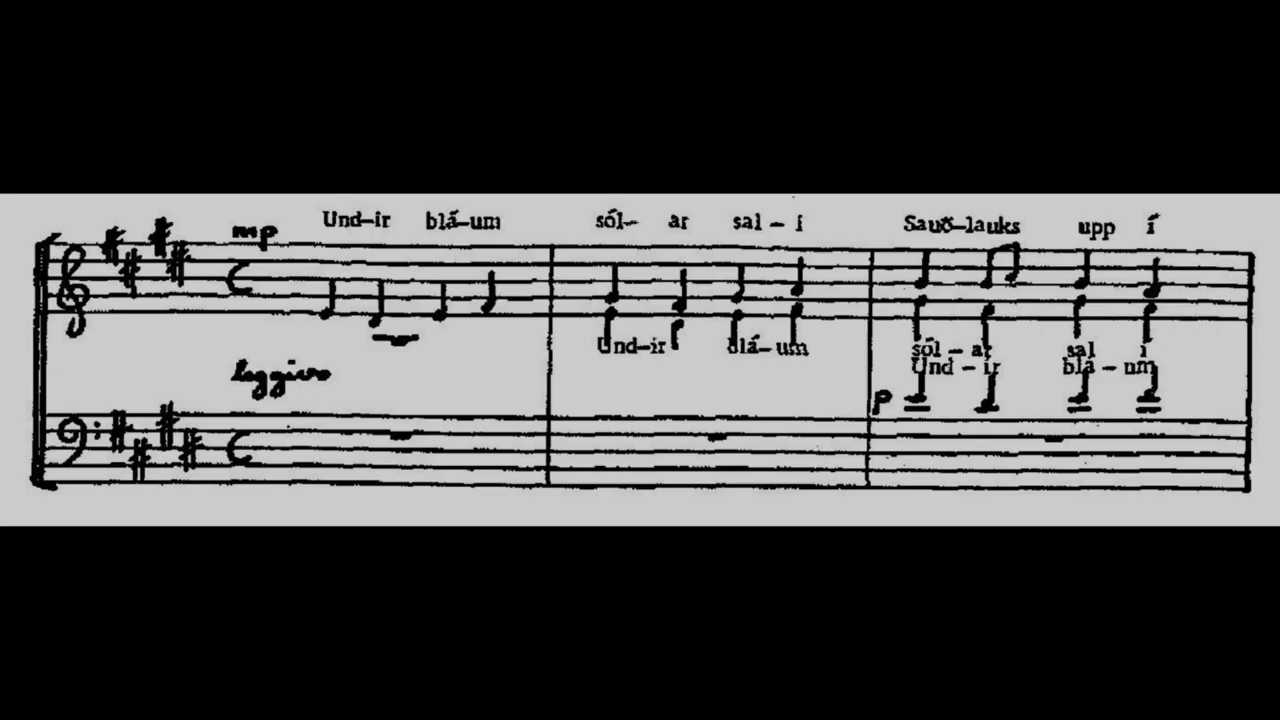 mp Und-ir blá-um sól- ar sal - i Sauð-lauks upp í
Und-ir blá-um sól - ar sal i
leggiero
Und - ir blá - um
p